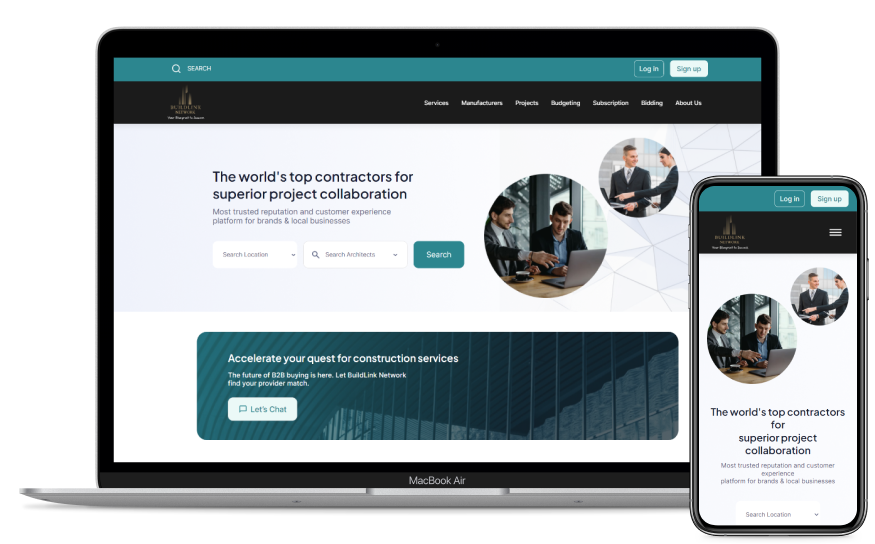 SEARCH
Log In
Sign up
BUILDLINK
NETWORK
Your Blueprint to Success
Services
Manufacturers
Projects
Budgeting
Subscription
Bidding
About Us
The world's top contractors for
superior project collaboration
Most trusted reputation and customer experience
platform for brands & local businesses
Search Location
Search Architects
Search
Accelerate your quest for construction services
The future of B2B buying is here. Let BuildLink Network
find your provider match.
Let's Chat
MacBook Air
Log In
Sign up
BUILDLINK
NETWORK
Your Blueprint to Success
The world's top contractors
for
superior project
collaboration
Most trusted reputation and customer
experience
platform for brands & local businesses
Search Location